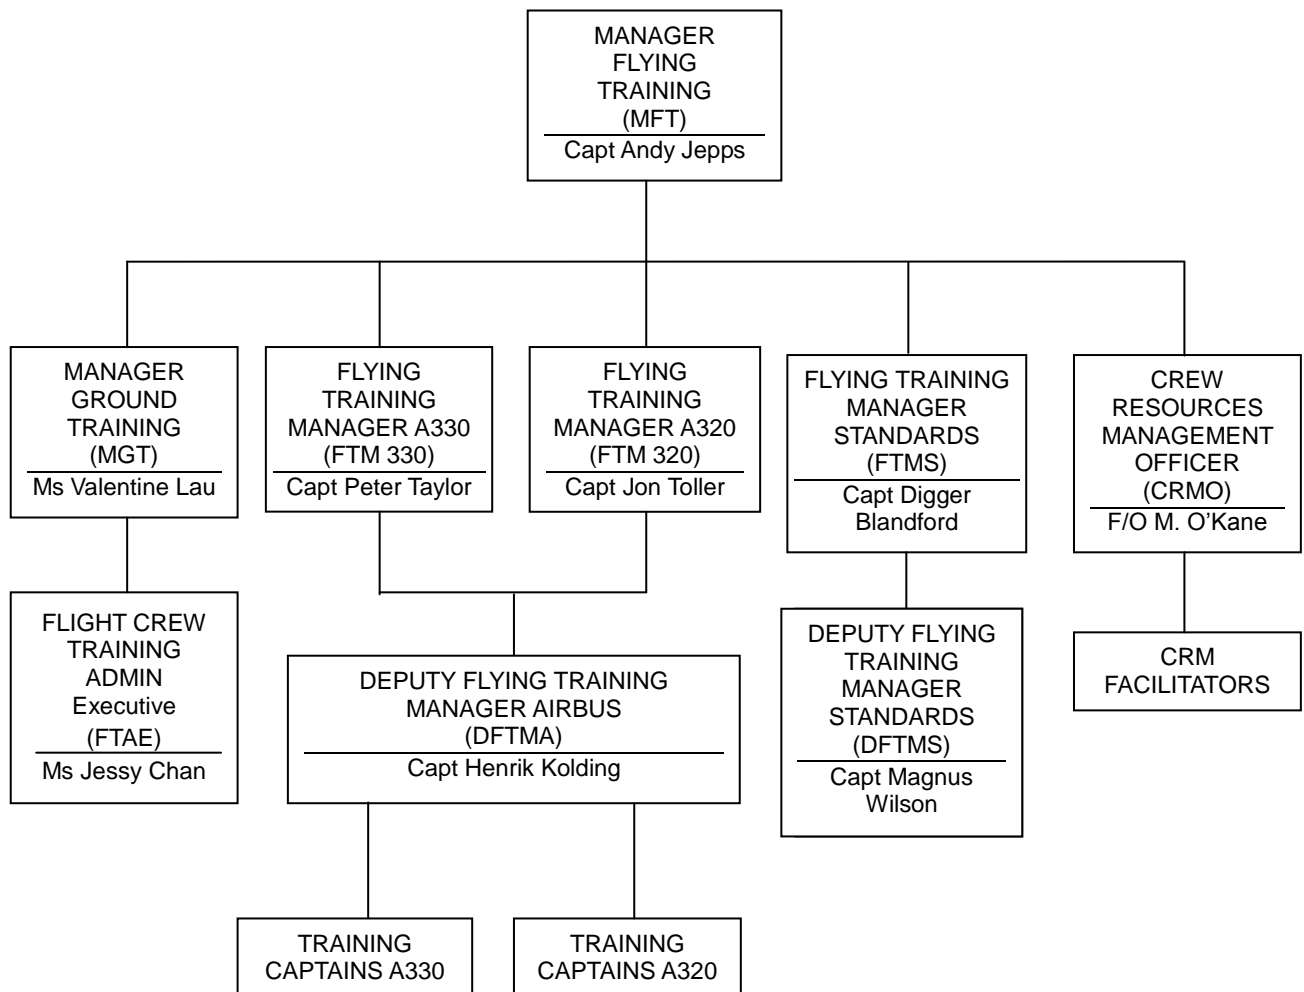 MANAGER
FLYING
TRAINING
(MFT)
Capt Andy Jepps
MANAGER
GROUND
TRAINING
(MGT)
Ms Valentine Lau
FLYING
TRAINING
MANAGER A330
(FTM 330)
Capt Peter Taylor
FLYING
TRAINING
MANAGER A320
(FTM 320)
Capt Jon Toller
FLYING TRAINING
MANAGER
STANDARDS
(FTMS)
Capt Digger
Blandford
CREW
RESOURCES
MANAGEMENT
OFFICER
(CRMO)
F/O M. O’Kane
FLIGHT CREW
TRAINING
ADMIN
Executive
(FTAE)
Ms Jessy Chan
DEPUTY FLYING TRAINING
MANAGER AIRBUS
(DFTMA)
Capt Henrik Kolding
DEPUTY FLYING
TRAINING
MANAGER
STANDARDS
(DFTMS)
Capt Magnus
Wilson
CRM
FACILITATORS
TRAINING
CAPTAINS A330
TRAINING
CAPTAINS A320